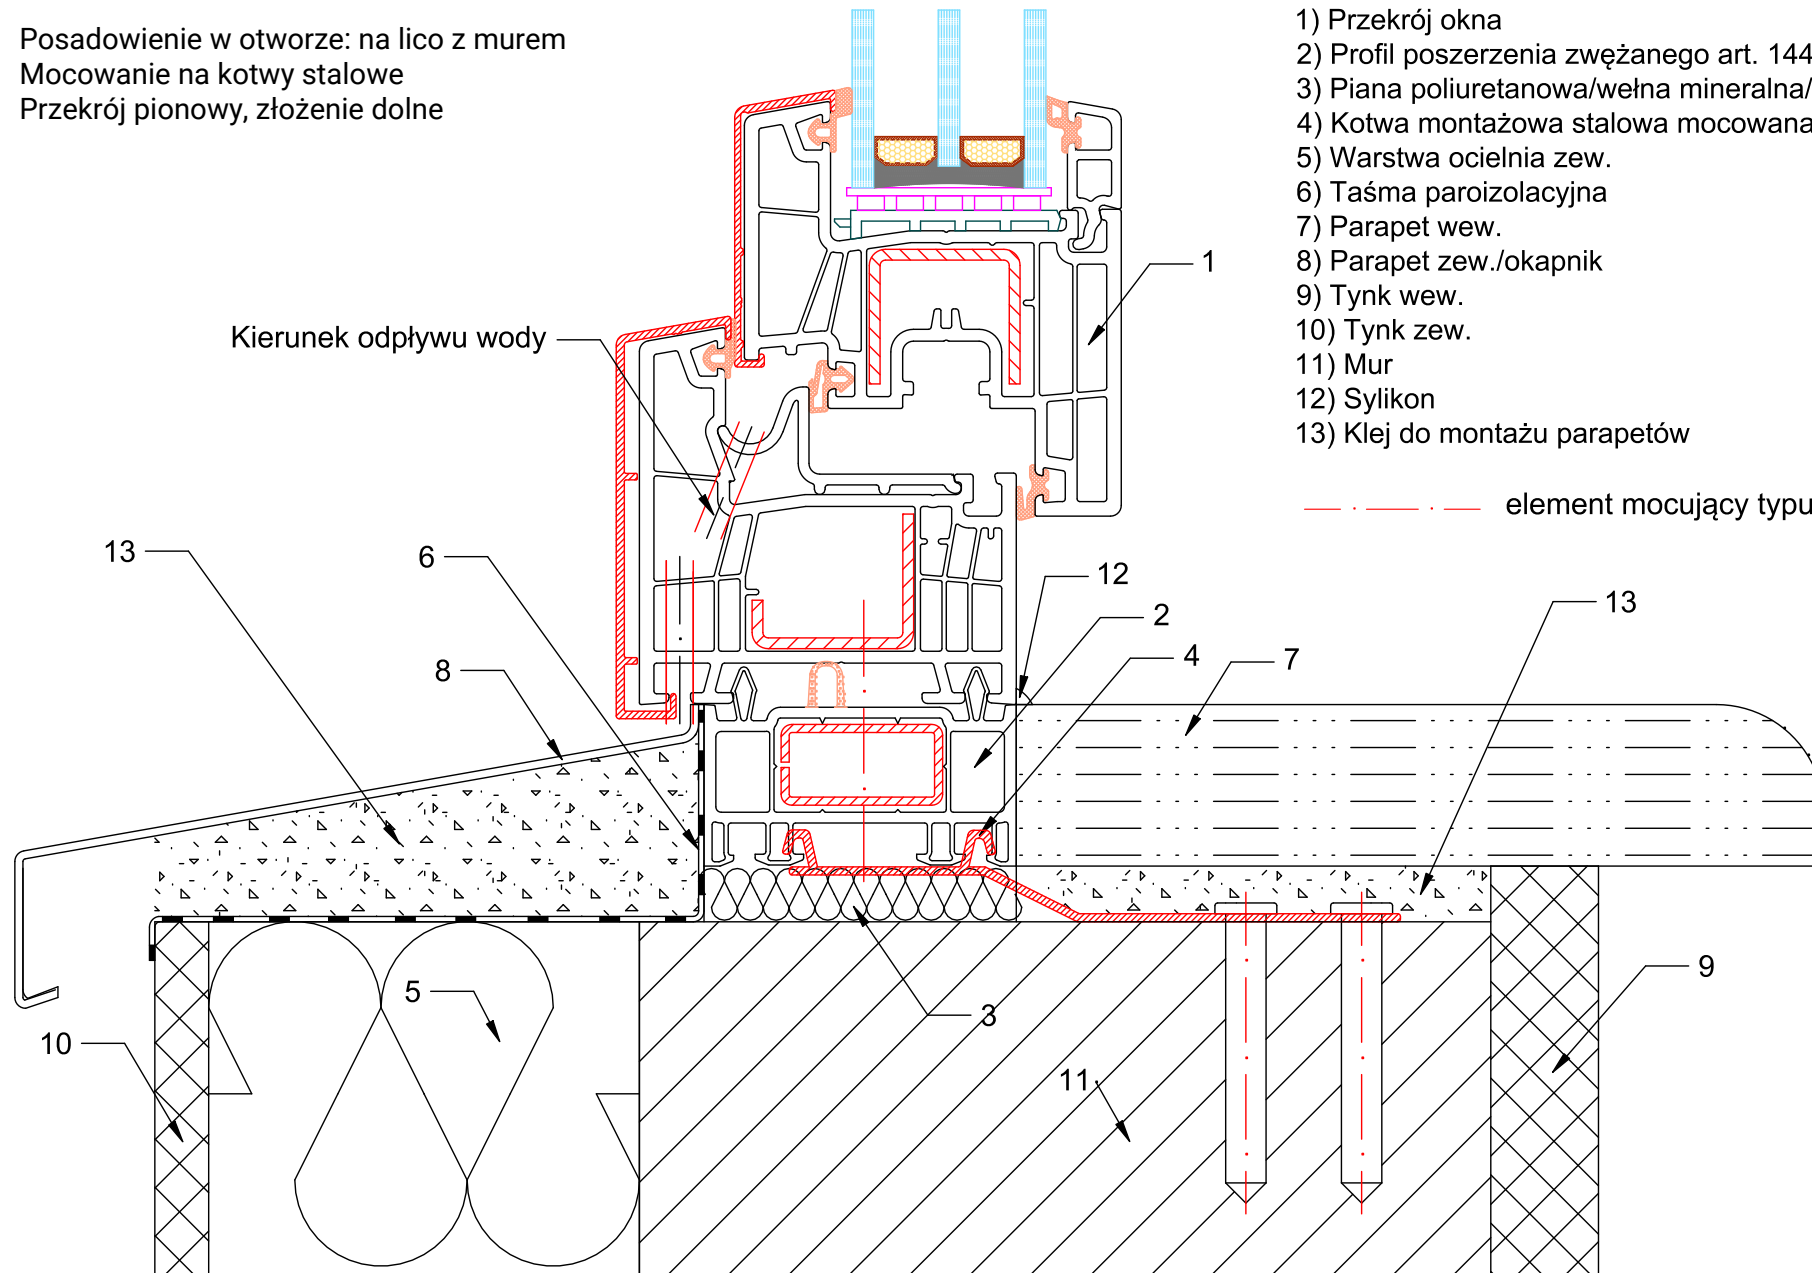 Posadowienie w otworze: na lico z murem
Mocowanie na kotwy stalowe
Przekrój pionowy, złożenie dolne
1) Przekrój okna
2) Profil poszerzenia zwężanego art. 144
3) Piana poliuretanowa/wełna mineralna/
4) Kotwa montażowa stalowa mocowana
5) Warstwa ocielnia zew.
6) Taśma paroizolacyjna
7) Parapet wew.
8) Parapet zew./okapnik
9) Tynk wew.
10) Tynk zew.
11) Mur
12) Sylikon
13) Klej do montażu parapetów
element mocujący typu
1
Kierunek odpływu wody
13
6
12
2
13
8
4
7
5
3
9
10
11